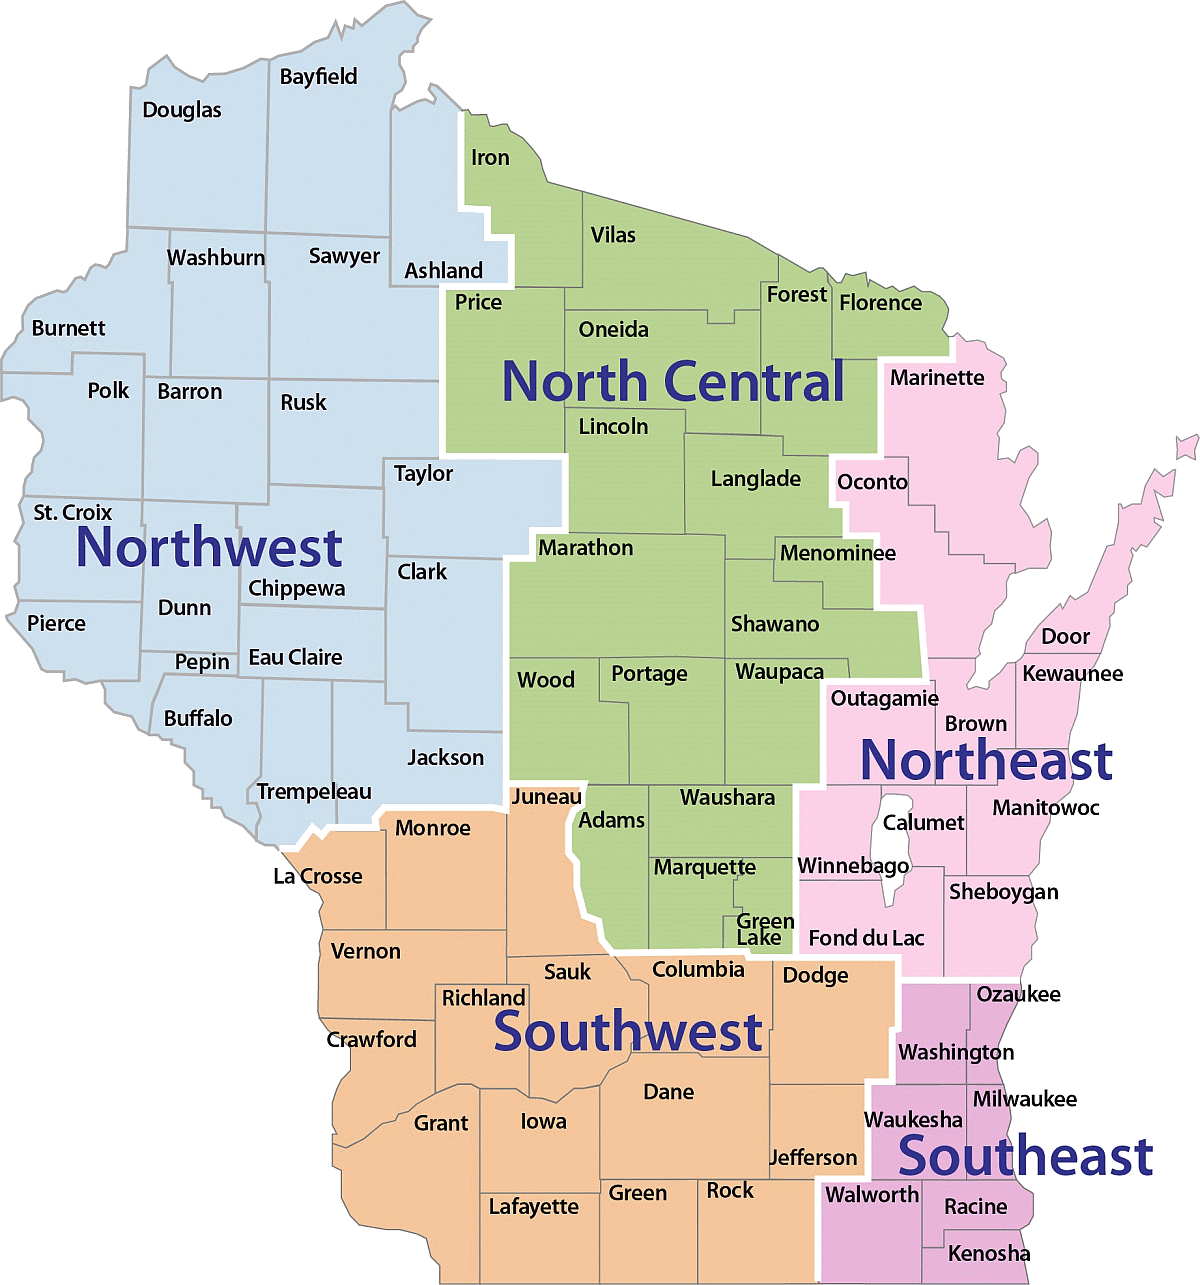 Bayfield
Douglas
Iron
Vilas
Washburn
Sawyer
Ashland
Price
Forest
Florence
Burnett
Oneida
North Central
Marinette
Polk
Barron
Rusk
Lincoln
Taylor
Langlade
Oconto
St. Croix
Northwest
Marathon
Menominee
Clark
Chippewa
Dunn
Pierce
Shawano
Door
Pepin
Eau Claire
Wood
Portage
Waupaca
Kewaunee
Outagamie
Buffalo
Brown
Jackson
Northeast
Trempeleau
Juneau
Waushara
Manitowoc
Adams
Calumet
Monroe
Marquette
Winnebago
La Crosse
Sheboygan
Green
Lake
Fond du Lac
Vernon
Sauk
Columbia
Dodge
Richland
Ozaukee
Southwest
Crawford
Washington
Dane
Milwaukee
Grant
Iowa
Waukesha
Jefferson
Southeast
Green
Rock
Walworth
Lafayette
Racine
Kenosha